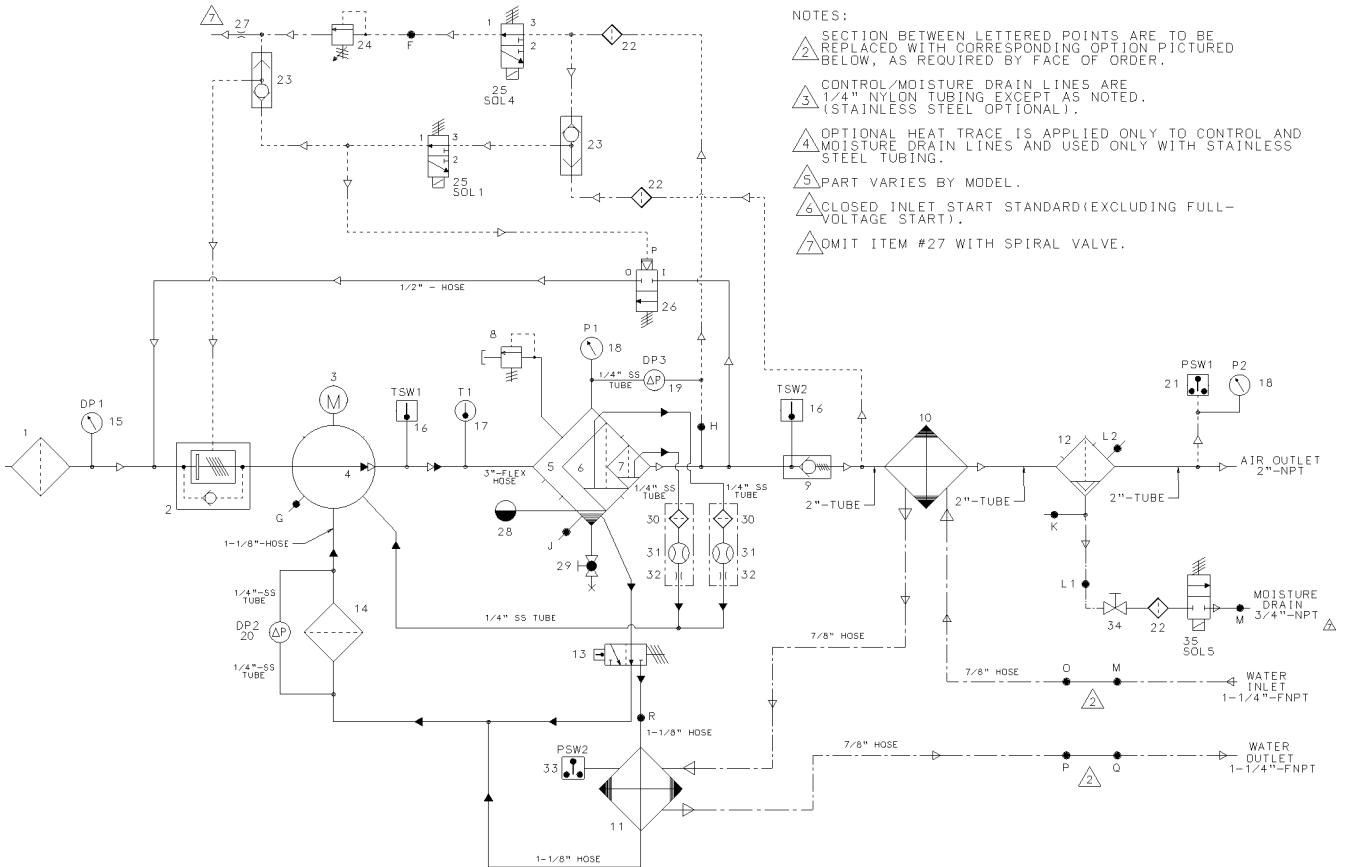 NOTES:
2 SECTION BETWEEN LETTERED POINTS ARE TO BE
REPLACED WITH CORRESPONDING OPTION PICTURED
BELOW, AS REQUIRED BY FACE OF ORDER.
3 CONTROL/MOISTURE DRAIN LINES ARE
1/4" NYLON TUBING EXCEPT AS NOTED.
(STAINLESS STEEL OPTIONAL).
4 OPTIONAL HEAT TRACE IS APPLIED ONLY TO CONTROL AND
MOISTURE DRAIN LINES AND USED ONLY WITH STAINLESS
STEEL TUBING.
5 PART VARIES BY MODEL.
6 CLOSED INLET START STANDARD(EXCLUDING FULL-
VOLTAGE START).
7 OMIT ITEM #27 WITH SPIRAL VALVE.
7
27
24
F
1
3
2
25
SOL4
22
23
1
3
2
25
SOL1
23
22
P
O
I
26
1/2" - HOSE
1
DP1
15
2
3
M
4
G
TSW1
16
T1
17
8
P1
18
1/4" SS
TUBE
DP3
ΔP
19
H
3"-FLEX
HOSE
5
6
7
1/4" SS
TUBE
1/4" SS
TUBE
TSW2
16
9
2"-TUBE
10
2"-TUBE
12
L2
PSW1
21
P2
18
2"-TUBE
AIR OUTLET
2"-NPT
28
J
29
30
31
32
30
31
32
K
L1
34
22
35
SOL5
M
MOISTURE
DRAIN
3/4"-NPT
7
1-1/8"-HOSE
1/4"-SS
TUBE
DP2
20
ΔP
1/4"-SS
TUBE
14
1/4" SS TUBE
13
R
1-1/8" HOSE
7/8" HOSE
7/8" HOSE
O
M
2
WATER
INLET
1-1/4"-FNPT
7/8" HOSE
P
Q
2
WATER
OUTLET
1-1/4"-FNPT
PSW2
33
11
1-1/8" HOSE